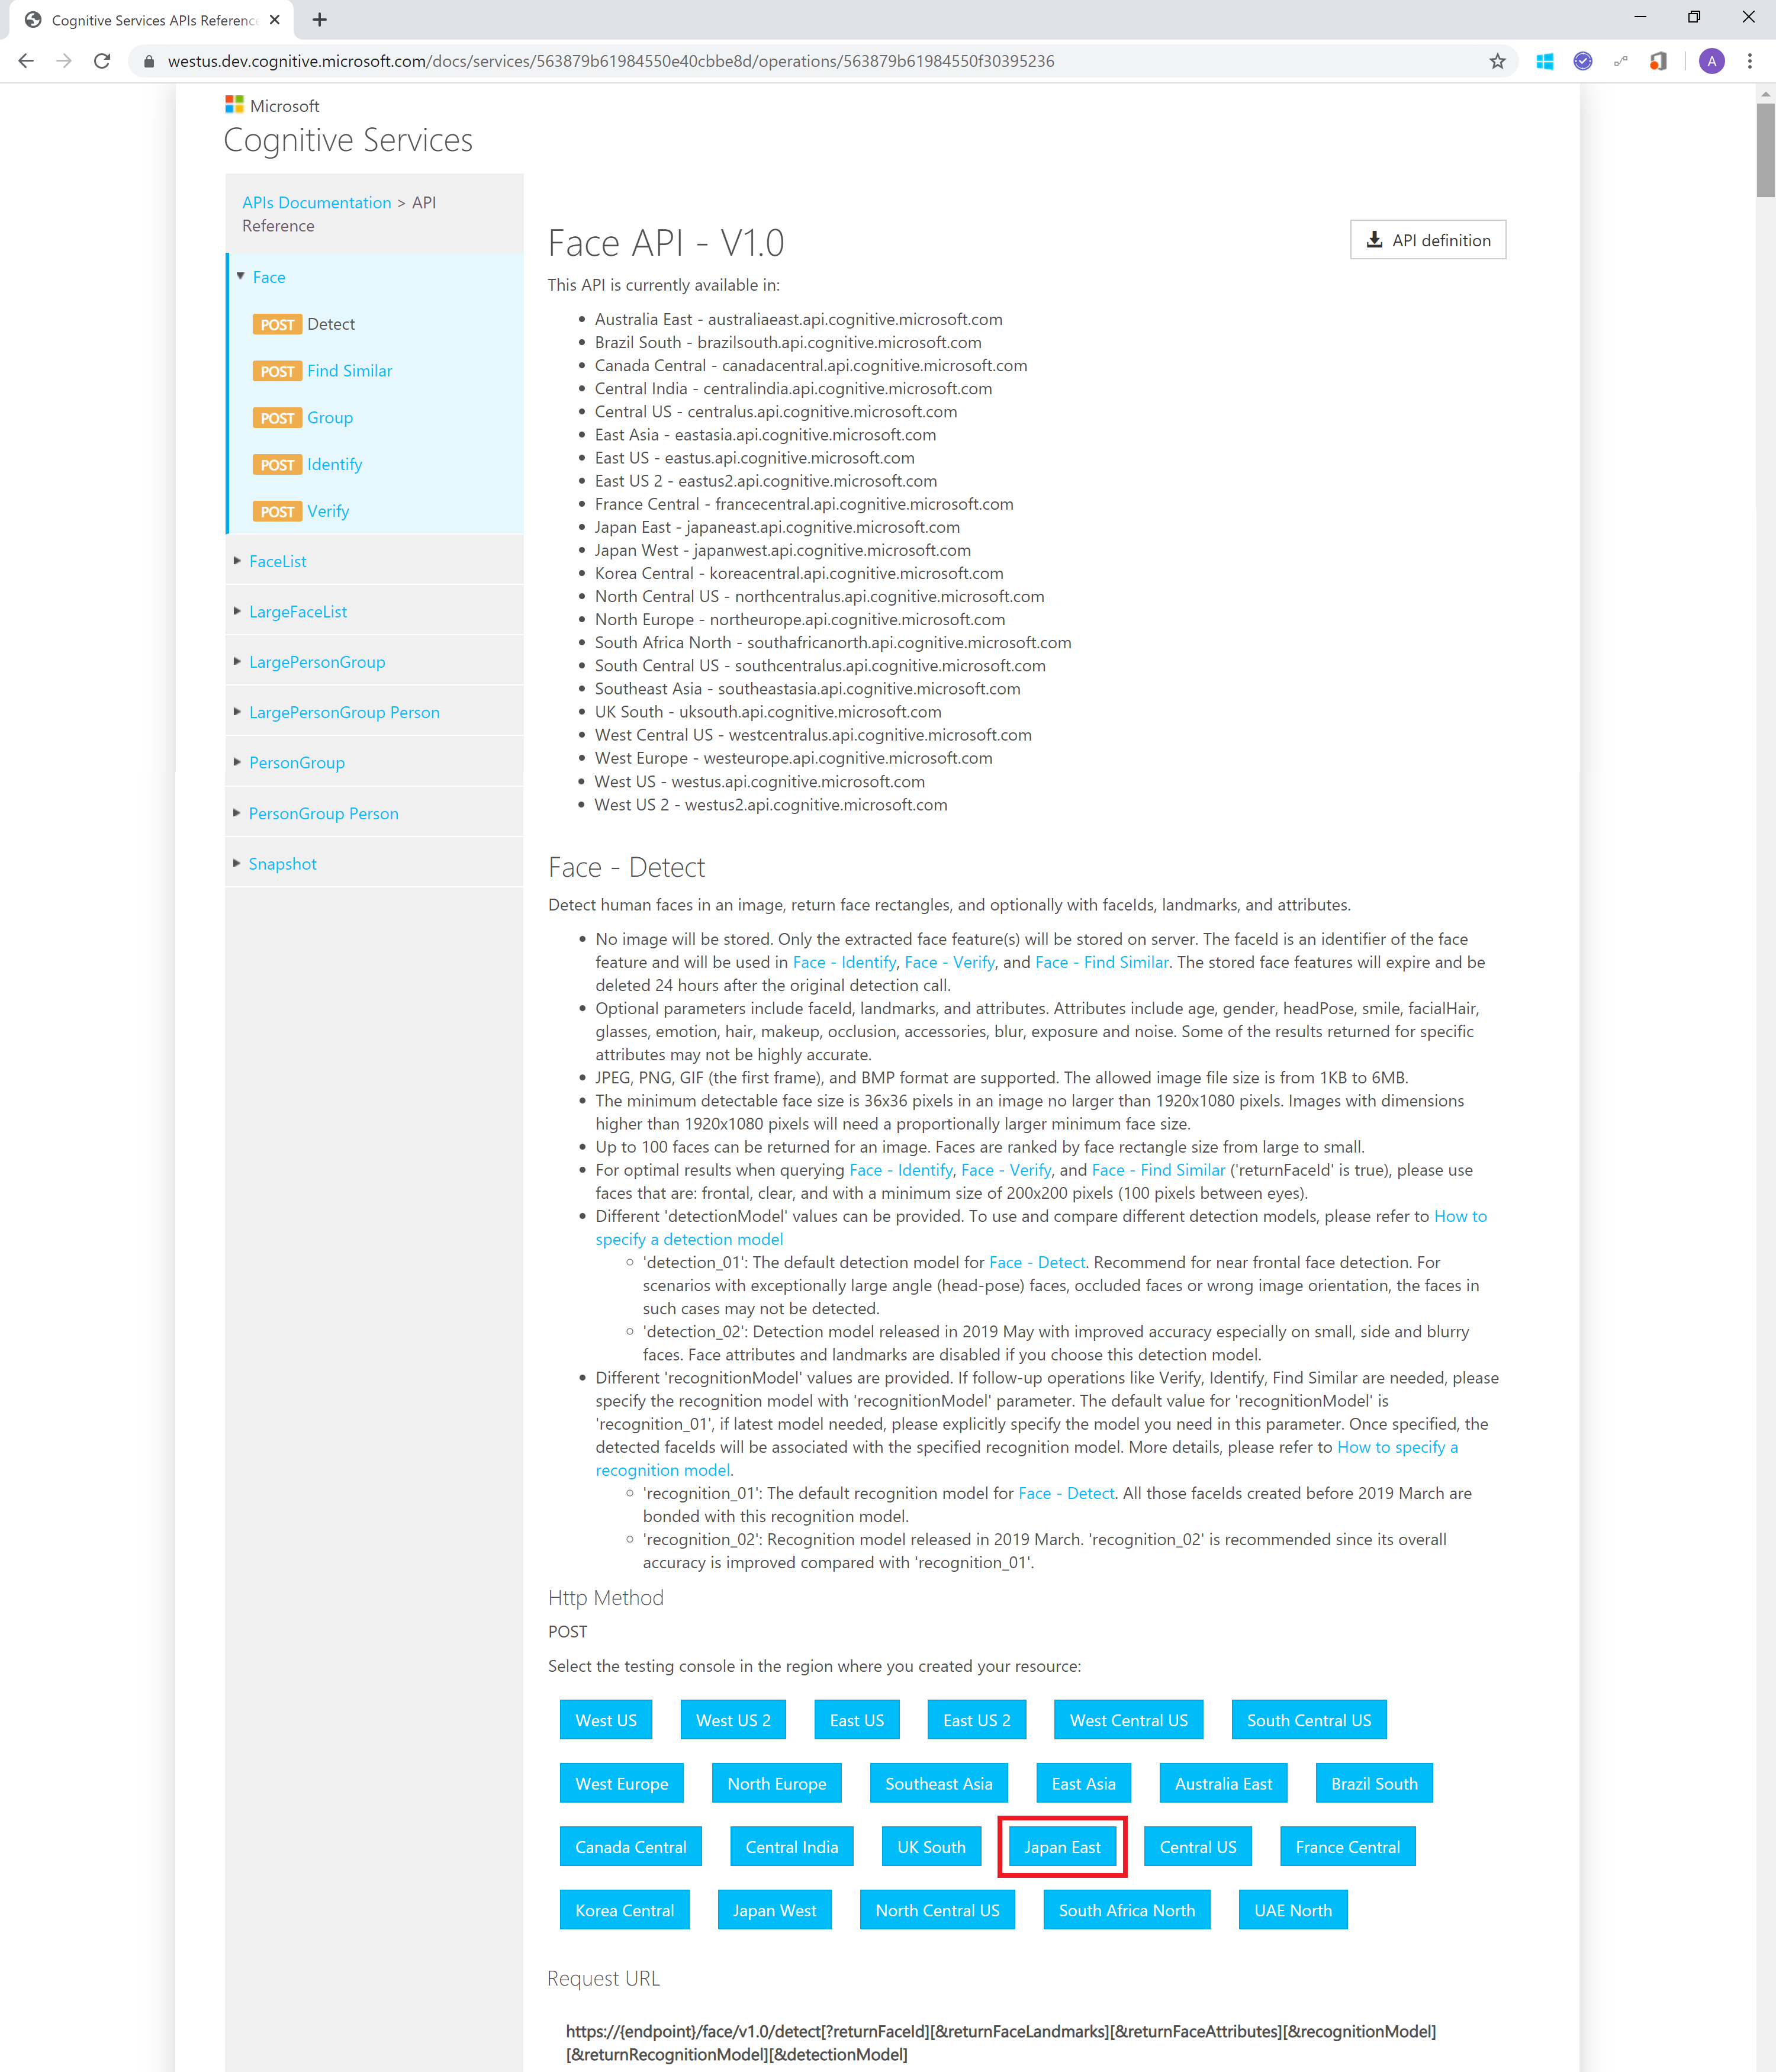 Cognitive Services APIs Reference
westus.dev.cognitive.microsoft.com/docs/services/563879b61984550e40cbbe8d/operations/563879b61984550f30395236
A
Microsoft
Cognitive Services
APIs Documentation > API
Reference
Face
POST Detect
POST Find Similar
POST Group
POST Identify
POST Verify
FaceList
LargeFaceList
LargePersonGroup
LargePersonGroup Person
PersonGroup
PersonGroup Person
Snapshot
Face API - V1.0
API definition
This API is currently available in:
Australia East - australiaeast.api.cognitive.microsoft.com
Brazil South - brazilsouth.api.cognitive.microsoft.com
Canada Central - canadacentral.api.cognitive.microsoft.com
Central India - centralindia.api.cognitive.microsoft.com
Central US - centralus.api.cognitive.microsoft.com
East Asia - eastasia.api.cognitive.microsoft.com
East US - eastus.api.cognitive.microsoft.com
East US 2 - eastus2.api.cognitive.microsoft.com
France Central - francecentral.api.cognitive.microsoft.com
Japan East - japaneast.api.cognitive.microsoft.com
Japan West - japanwest.api.cognitive.microsoft.com
Korea Central - koreacentral.api.cognitive.microsoft.com
North Central US - northcentralus.api.cognitive.microsoft.com
North Europe - northeurope.api.cognitive.microsoft.com
South Africa North - southafricanorth.api.cognitive.microsoft.com
South Central US - southcentralus.api.cognitive.microsoft.com
Southeast Asia - southeastasia.api.cognitive.microsoft.com
UK South - uksouth.api.cognitive.microsoft.com
West Central US - westcentralus.api.cognitive.microsoft.com
West Europe - westeurope.api.cognitive.microsoft.com
West US - westus.api.cognitive.microsoft.com
West US 2 - westus2.api.cognitive.microsoft.com
Face - Detect
Detect human faces in an image, return face rectangles, and optionally with faceIds, landmarks, and attributes.
No image will be stored. Only the extracted face feature(s) will be stored on server. The faceId is an identifier of the face
feature and will be used in Face - Identify, Face - Verify, and Face - Find Similar. The stored face features will expire and be
deleted 24 hours after the original detection call.
Optional parameters include faceId, landmarks, and attributes. Attributes include age, gender, headPose, smile, facialHair,
glasses, emotion, hair, makeup, occlusion, accessories, blur, exposure and noise. Some of the results returned for specific
attributes may not be highly accurate.
JPEG, PNG, GIF (the first frame), and BMP format are supported. The allowed image file size is from 1KB to 6MB.
The minimum detectable face size is 36x36 pixels in an image no larger than 1920x1080 pixels. Images with dimensions
higher than 1920x1080 pixels will need a proportionally larger minimum face size.
Up to 100 faces can be returned for an image. Faces are ranked by face rectangle size from large to small.
For optimal results when querying Face - Identify, Face - Verify, and Face - Find Similar ('returnFaceId' is true), please use
faces that are: frontal, clear, and with a minimum size of 200x200 pixels (100 pixels between eyes).
Different 'detectionModel' values can be provided. To use and compare different detection models, please refer to How to
specify a detection model
'detection_01': The default detection model for Face - Detect. Recommend for near frontal face detection. For
scenarios with exceptionally large angle (head-pose) faces, occluded faces or wrong image orientation, the faces in
such cases may not be detected.
'detection_02': Detection model released in 2019 May with improved accuracy especially on small, side and blurry
faces. Face attributes and landmarks are disabled if you choose this detection model.
Different 'recognitionModel' values are provided. If follow-up operations like Verify, Identify, Find Similar are needed, please
specify the recognition model with 'recognitionModel' parameter. The default value for 'recognitionModel' is
'recognition_01', if latest model needed, please explicitly specify the model you need in this parameter. Once specified, the
detected faceIds will be associated with the specified recognition model. More details, please refer to How to specify a
recognition model.
'recognition_01': The default recognition model for Face - Detect. All those faceIds created before 2019 March are
bonded with this recognition model.
'recognition_02': Recognition model released in 2019 March. 'recognition_02' is recommended since its overall
accuracy is improved compared with 'recognition_01'.
Http Method
POST
Select the testing console in the region where you created your resource:
West US West US 2 East US East US 2 West Central US South Central US
West Europe North Europe Southeast Asia East Asia Australia East Brazil South
Canada Central Central India UK South Japan East Central US France Central
Korea Central Japan West North Central US South Africa North UAE North
Request URL
https://{endpoint}/face/v1.0/detect[?returnFaceId][&returnFaceLandmarks][&returnFaceAttributes][&recognitionModel]
[&returnRecognitionModel][&detectionModel]